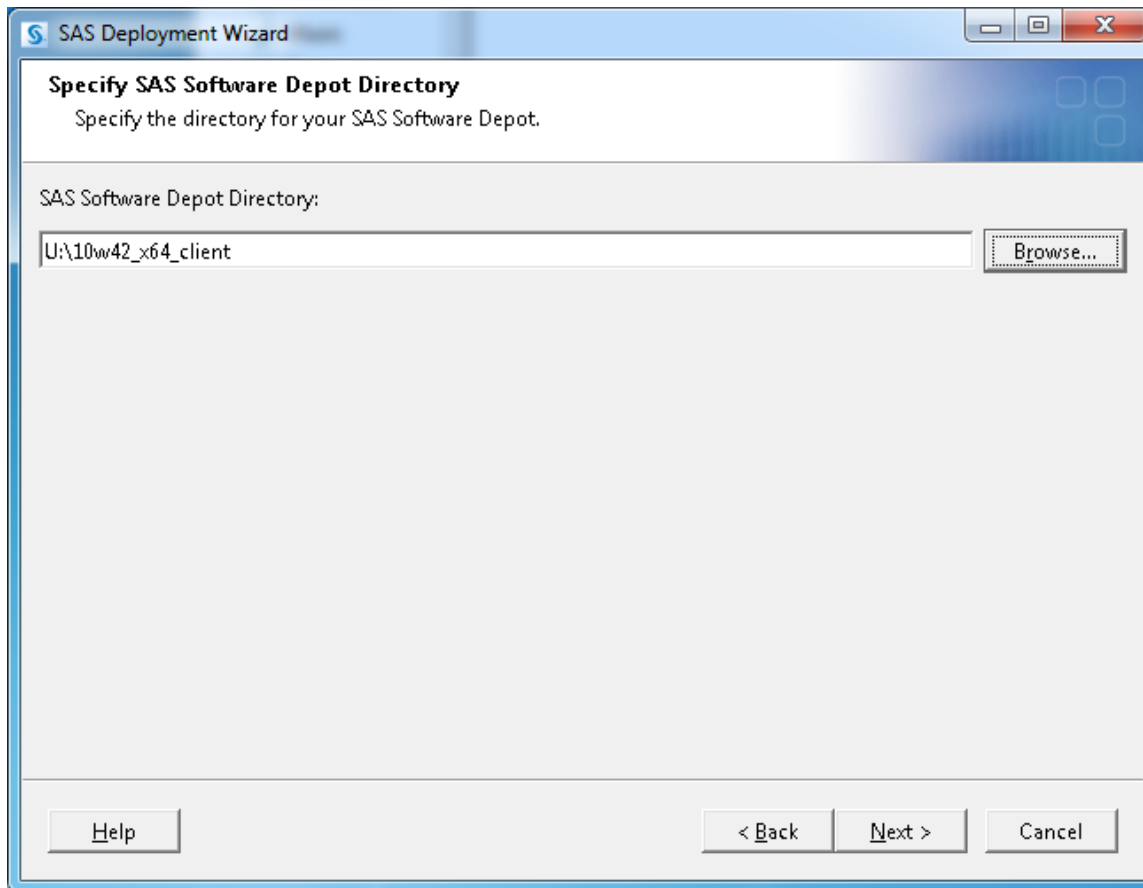 SAS Deployment Wizard
Specify SAS Software Depot Directory
Specify the directory for your SAS Software Depot.
SAS Software Depot Directory:
U:\10w42_x64_client
Browse...
Help
< Back
Next >
Cancel